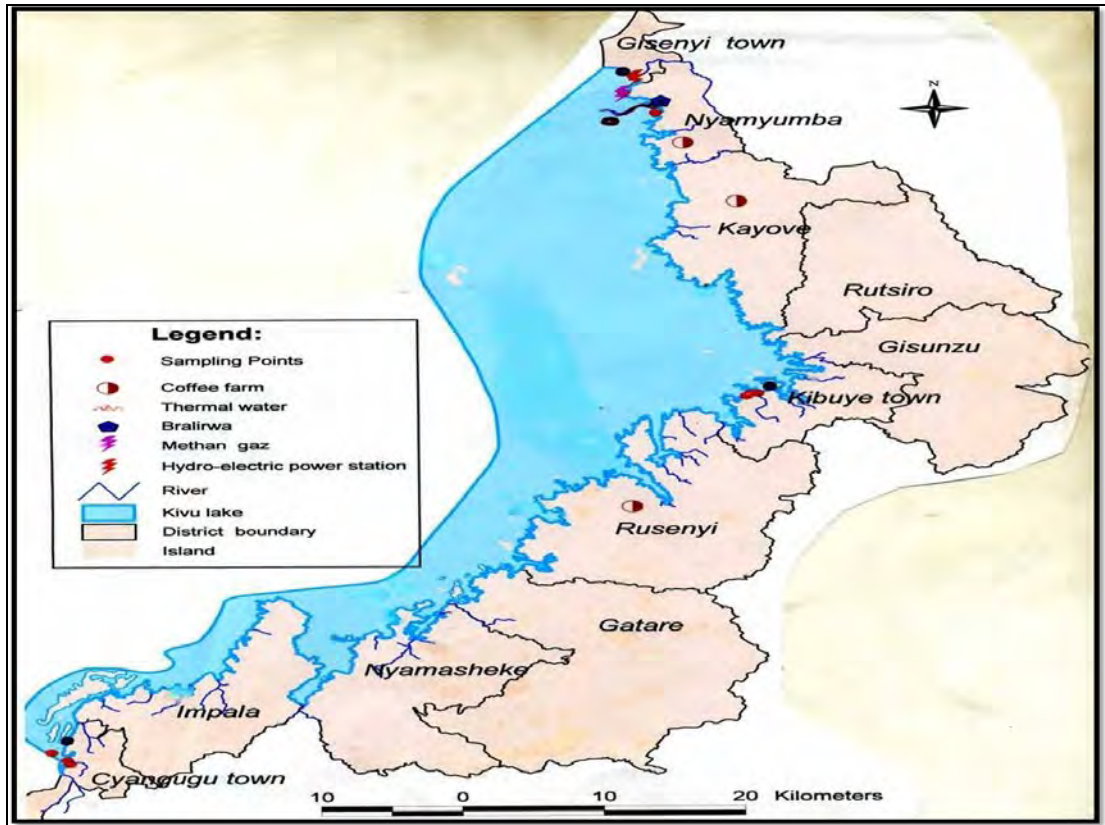 Gisenyi town
N
Nyamyumba
Kayove
Rutsiro
Gisunzu
Kibuye town
Rusenyi
Gatare
Nyamasheke
Impala
Cyangugu town
Legend:
Sampling Points
Coffee farm
Thermal water
Bralirwa
Methan gaz
Hydro-electric power station
River
Kivu lake
District boundary
Island
10 0 10 20 Kilometers